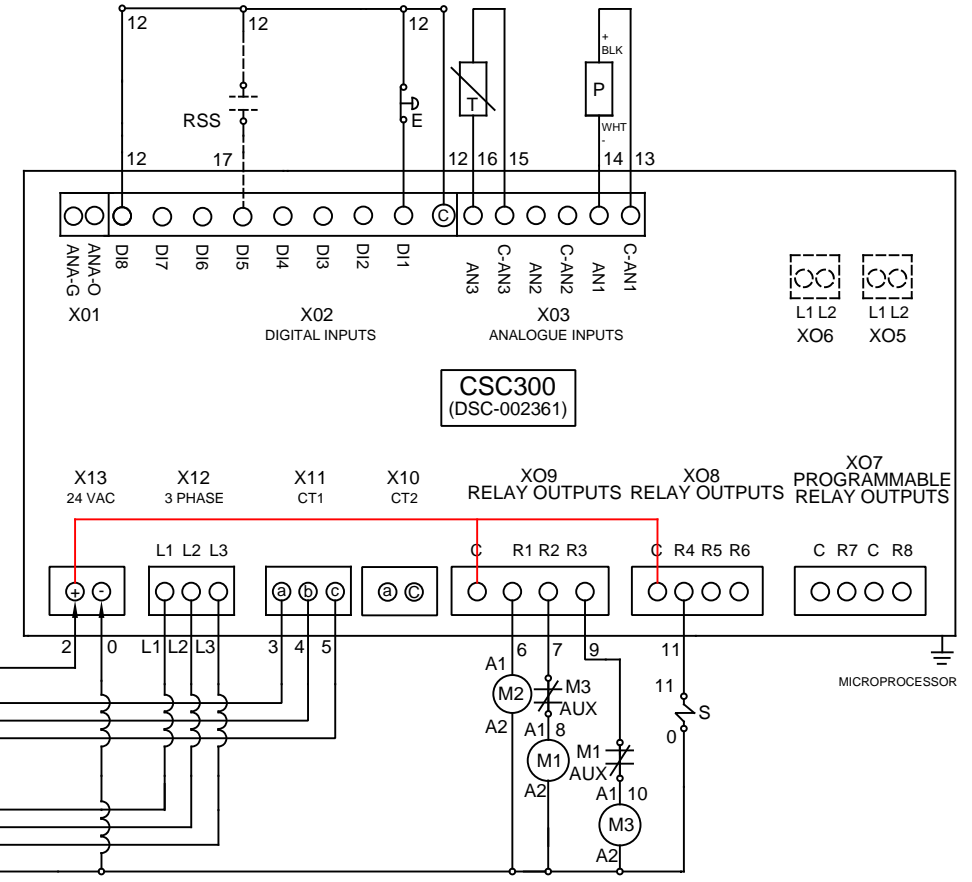 12 12 12
+
BLK
RSS E T P
WHT
-
12 17 12 16 15 14 13
C
ANA-G ANA-O DI8 DI7 DI6 DI5 DI4 DI3 DI2 DI1 AN3 C-AN3 AN2 C-AN2 AN1 C-AN1
X01 X02 X03
DIGITAL INPUTS ANALOGUE INPUTS
L1 L2 L1 L2
XO6 XO5
CSC300
(DSC-002361)
X13 X12 X11 X10 XO9 XO8 XO7
24 VAC 3 PHASE CT1 CT2 RELAY OUTPUTS RELAY OUTPUTS PROGRAMMABLE
RELAY OUTPUTS
L1 L2 L3 C R1 R2 R3 C R4 R5 R6 C R7 C R8
+ - a b c a C
2 0 L1 L2 L3 3 4 5 6 7 9 11
MICROPROCESSOR
A1 M2 A2
M3
AUX
A1 8
M1
A2
M1
AUX
A1 10
M3
A2
11
S
0